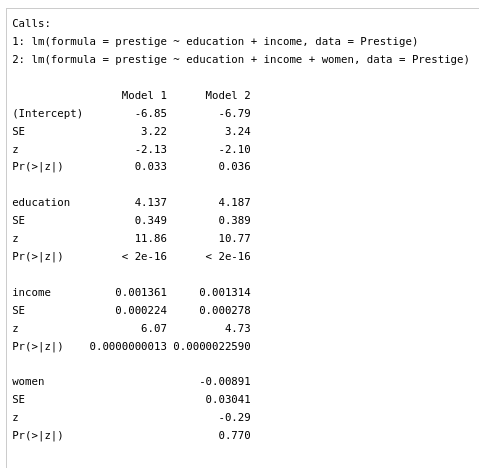 Calls:
1: lm(formula = prestige ~ education + income, data = Prestige)
2: lm(formula = prestige ~ education + income + women, data = Prestige)
Model 1 Model 2
(Intercept) -6.85 -6.79
SE 3.22 3.24
z -2.13 -2.10
Pr(>|z|) 0.033 0.036
education 4.137 4.187
SE 0.349 0.389
z 11.86 10.77
Pr(>|z|) < 2e-16 < 2e-16
income 0.001361 0.001314
SE 0.000224 0.000278
z 6.07 4.73
Pr(>|z|) 0.0000000013 0.0000022590
women -0.00891
SE 0.03041
z -0.29
Pr(>|z|) 0.770